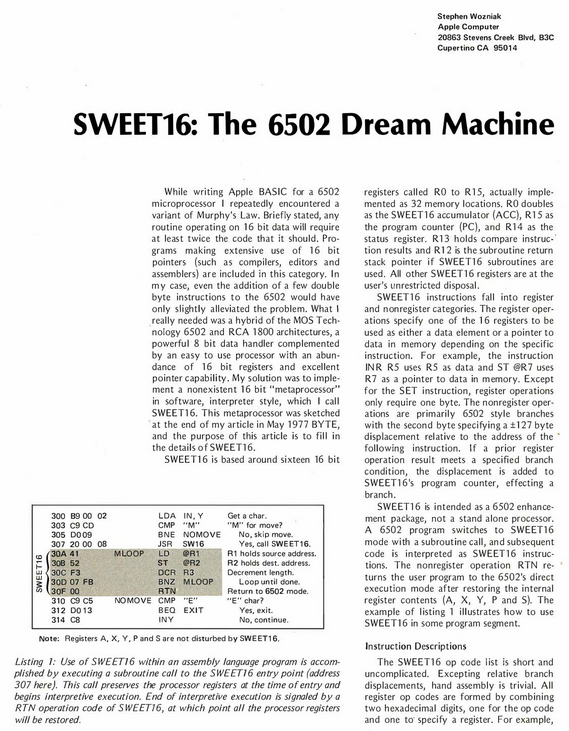 Stephen Wozniak
Apple Computer
20863 Stevens Creek Blvd, B3C
Cupertino CA 95014
SWEET16: The 6502 Dream Machine
While writing Apple BASIC for a 6502
microprocessor I repeatedly encountered a
variant of Murphy's Law. Briefly stated, any
routine operating on 16 bit data will require
at least twice the code that it should. Pro-
grams making extensive use of 16 bit
pointers (such as compilers, editors and
assemblers) are included in this category. In
my case, even the addition of a few double
byte instructions to the 6502 would have
only slightly alleviated the problem. What I
really needed was a hybrid of the MOS Tech-
nology 6502 and RCA 1800 architectures, a
powerful 8 bit data handler complemented
by an easy to use processor with an abun-
dance of 16 bit registers and excellent
pointer capability. My solution was to imple-
ment a nonexistent 16 bit "metaprocessor"
in software, interpreter style, which I call
SWEET16. This metaprocessor was sketched
at the end of my article in May 1977 BYTE,
and the purpose of this article is to fill in
the details of SWEET16.
SWEET16 is based around sixteen 16 bit
registers called R0 to R15, actually imple-
mented as 32 memory locations. R0 doubles
as the SWEET16 accumulator (ACC), R15 as
the program counter (PC), and R14 as the
status register. R13 holds compare instruc-
tion results and R12 is the subroutine return
stack pointer if SWEET16 subroutines are
used. All other SWEET16 registers are at the
user's unrestricted disposal.
SWEET16 instructions fall into register
and nonregister categories. The register oper-
ations specify one of the 16 registers to be
used as either a data element or a pointer to
data in memory depending on the specific
instruction. For example, the instruction
INR R5 uses R5 as data and ST @R7 uses
R7 as a pointer to data in memory. Except
for the SET instruction, register operations
only require one byte. The nonregister oper-
ations are primarily 6502 style branches
with the second byte specifying a ±127 byte
displacement relative to the address of the
following instruction. If a prior register
operation result meets a specified branch
condition, the displacement is added to
SWEET16's program counter, effecting a
branch.
SWEET16 is intended as a 6502 enhance-
ment package, not a stand alone processor.
A 6502 program switches to SWEET16
mode with a subroutine call, and subsequent
code is interpreted as SWEET16 instruc-
tions. The nonregister operation RTN re-
turns the user program to the 6502's direct
execution mode after restoring the internal
register contents (A, X, Y, P and S). The
example of listing 1 illustrates how to use
SWEET16 in some program segment.
Instruction Descriptions
The SWEET16 op code list is short and
uncomplicated. Excepting relative branch
displacements, hand assembly is trivial. All
register op codes are formed by combining
two hexadecimal digits, one for the op code
and one to specify a register. For example,
300 B9 00 02 LDA IN, Y Get a char.
303 C9 CD CMP "M" "M" for move?
305 D0 09 BNE NOMOVE No, skip move.
307 20 00 08 JSR SW16 Yes, call SWEET16.
SWEET16
30A 41 MLOOP LD @R1 R1 holds source address.
30B 52 ST @R2 R2 holds dest. address.
30C F3 DCR R3 Decrement length.
30D 07 FB BNZ MLOOP Loop until done.
30F 00 RTN Return to 6502 mode.
310 C9 C5 NOMOVE CMP "E" "E" char?
312 D0 13 BEQ EXIT Yes, exit.
314 C8 INY No, continue.
Note: Registers A, X, Y, P and S are not disturbed by SWEET16.
Listing 1: Use of SWEET16 within an assembly language program is accom-
plished by executing a subroutine call to the SWEET16 entry point (address
307 here). This call preserves the processor registers at the time of entry and
begins interpretive execution. End of interpretive execution is signaled by a
RTN operation code of SWEET16, at which point all the processor registers
will be restored.